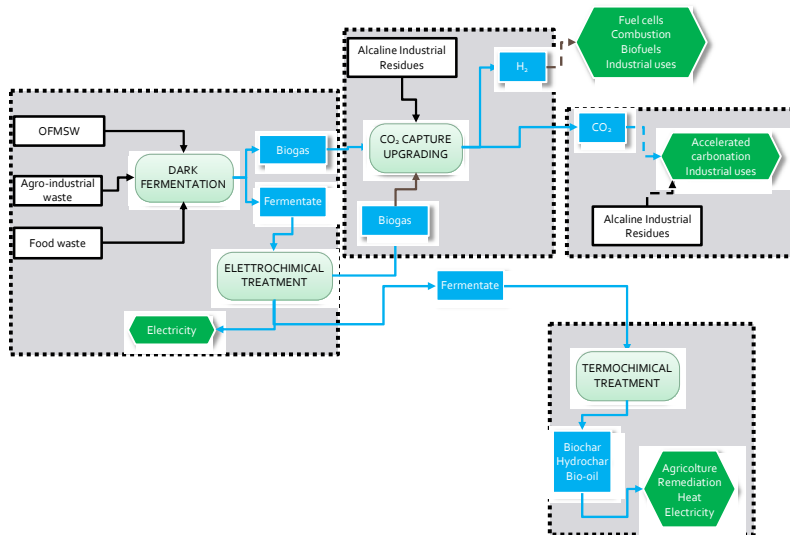 Fuel cells
Combustion
Biofuels
Industrial uses
Alcaline Industrial
Residues
H₂
OFMSW
Biogas
CO₂ CAPTURE
UPGRADING
CO₂
Accelerated
carbonation
Industrial uses
DARK
FERMENTATION
Agro-industrial
waste
Fermentate
Biogas
Alcaline Industrial
Residues
Food waste
ELETTROCHIMICAL
TREATMENT
Fermentate
Electricity
TERMOCHIMICAL
TREATMENT
Biochar
Hydrochar
Bio-oil
Agricolture
Remediation
Heat
Electricity